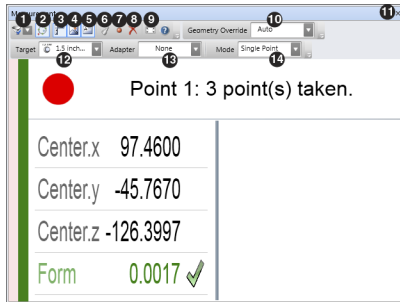 1 2 3 4 5 6 7 8 9 10 11
Geometry Override Auto
Target 1.5 inch... Adapter None Mode Single Point
12 13 14
Point 1: 3 point(s) taken.
Center.x 97.4600
Center.y -45.7670
Center.z -126.3997
Form 0.0017